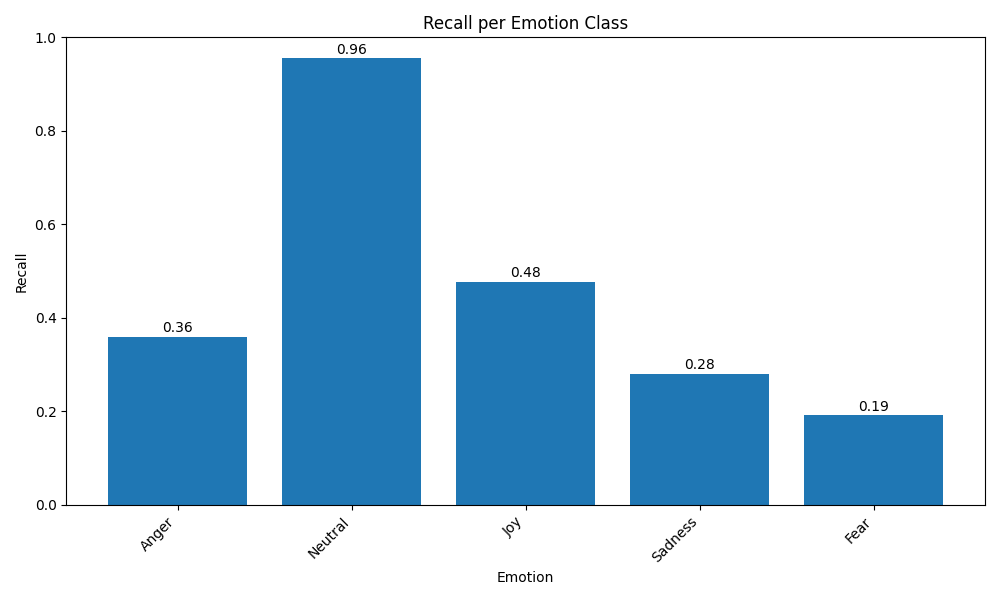 Recall per Emotion Class
1.0
0.8
0.6
0.4
0.2
0.0
Recall
0.36
0.96
0.48
0.28
0.19
Anger
Neutral
Joy
Sadness
Fear
Emotion